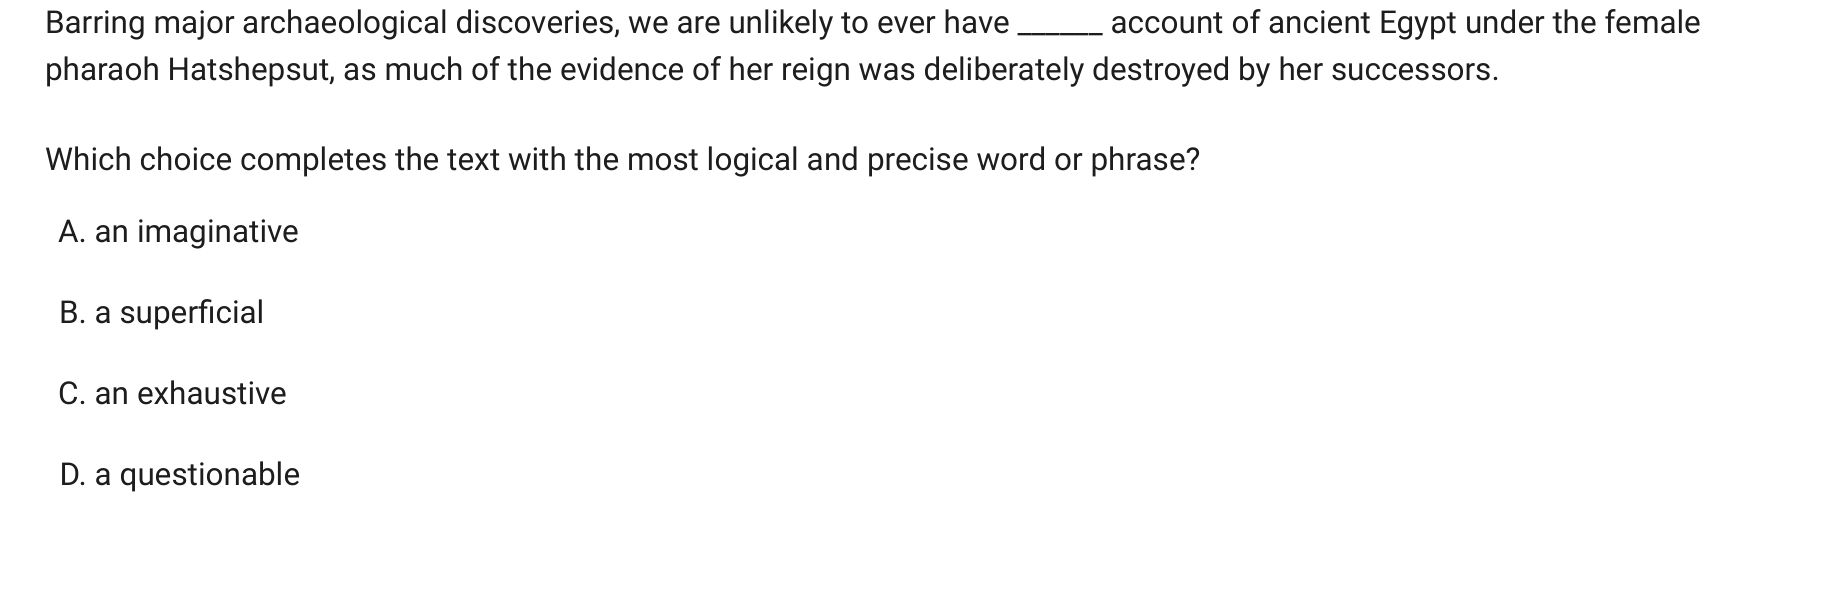 Barring major archaeological discoveries, we are unlikely to ever have ______ account of ancient Egypt under the female
pharaoh Hatshepsut, as much of the evidence of her reign was deliberately destroyed by her successors.
Which choice completes the text with the most logical and precise word or phrase?
A. an imaginative
B. a superficial
C. an exhaustive
D. a questionable